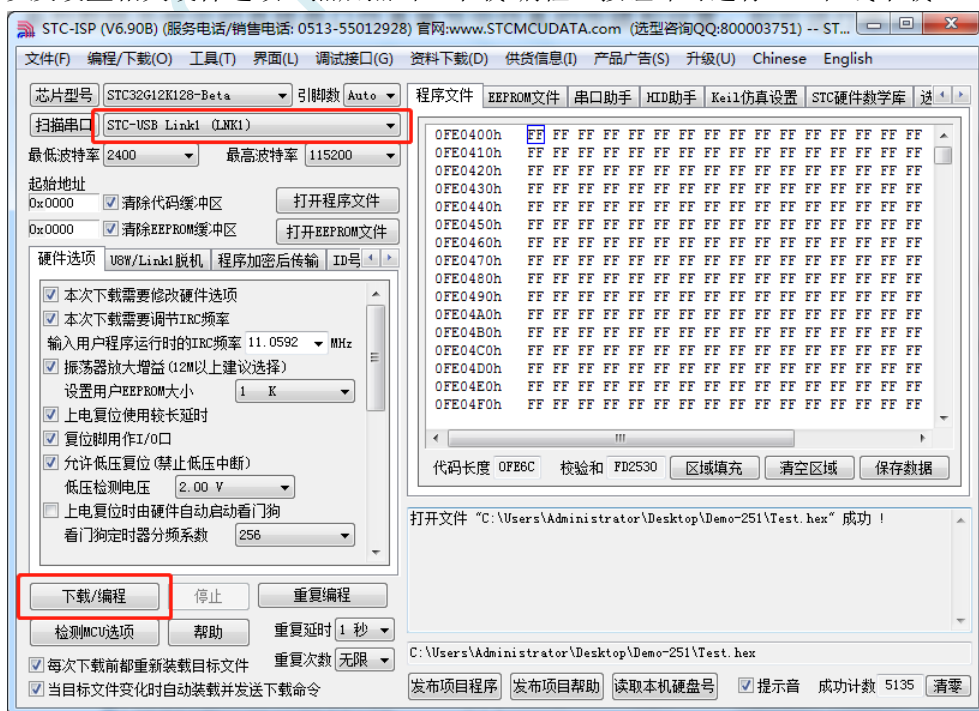 STC-ISP (V6.90B) (服务电话/销售电话: 0513-55012928) 官网:www.STCMCUDATA.com (选型咨询QQ:800003751) -- ST...
文件(F) 编程/下载(O) 工具(T) 界面(L) 调试接口(G) 资料下载(D) 供货信息(I) 产品广告(S) 升级(U) Chinese English
芯片型号 STC32G12K128-Beta 引脚数 Auto
扫描串口 STC-USB Link1 (LNK1)
最低波特率 2400 最高波特率 115200
起始地址
0x0000 清除代码缓冲区 打开程序文件
0x0000 清除EEPROM缓冲区 打开EEPROM文件
硬件选项 U8W/Link1脱机 程序加密后传输 ID号
本次下载需要修改硬件选项
本次下载需要调节IRC频率
输入用户程序运行时的IRC频率 11.0592 MHz
振荡器放大增益(12M以上建议选择)
设置用户EEPROM大小 1 K
上电复位使用较长延时
复位脚用作I/O口
允许低压复位(禁止低压中断)
低压检测电压 2.00 V
上电复位时由硬件自动启动看门狗
看门狗定时器分频系数 256
下载/编程 停止 重复编程
检测MCU选项 帮助 重复延时 1 秒
每次下载前都重新装载目标文件 重复次数 无限
当目标文件变化时自动装载并发送下载命令
程序文件 EEPROM文件 串口助手 HID助手 Keil仿真设置 STC硬件数学库 选
0FE0400h FF FF FF FF FF FF FF FF FF FF FF FF FF FF FF FF
0FE0410h FF FF FF FF FF FF FF FF FF FF FF FF FF FF FF FF
0FE0420h FF FF FF FF FF FF FF FF FF FF FF FF FF FF FF FF
0FE0430h FF FF FF FF FF FF FF FF FF FF FF FF FF FF FF FF
0FE0440h FF FF FF FF FF FF FF FF FF FF FF FF FF FF FF FF
0FE0450h FF FF FF FF FF FF FF FF FF FF FF FF FF FF FF FF
0FE0460h FF FF FF FF FF FF FF FF FF FF FF FF FF FF FF FF
0FE0470h FF FF FF FF FF FF FF FF FF FF FF FF FF FF FF FF
0FE0480h FF FF FF FF FF FF FF FF FF FF FF FF FF FF FF FF
0FE0490h FF FF FF FF FF FF FF FF FF FF FF FF FF FF FF FF
0FE04A0h FF FF FF FF FF FF FF FF FF FF FF FF FF FF FF FF
0FE04B0h FF FF FF FF FF FF FF FF FF FF FF FF FF FF FF FF
0FE04C0h FF FF FF FF FF FF FF FF FF FF FF FF FF FF FF FF
0FE04D0h FF FF FF FF FF FF FF FF FF FF FF FF FF FF FF FF
0FE04E0h FF FF FF FF FF FF FF FF FF FF FF FF FF FF FF FF
0FE04F0h FF FF FF FF FF FF FF FF FF FF FF FF FF FF FF FF
代码长度 0FE6C 校验和 FD2530 区域填充 清空区域 保存数据
打开文件 "C:\Users\Administrator\Desktop\Demo-251\Test.hex" 成功 !
C:\Users\Administrator\Desktop\Demo-251\Test.hex
发布项目程序 发布项目帮助 读取本机硬盘号 提示音 成功计数 5135 清零